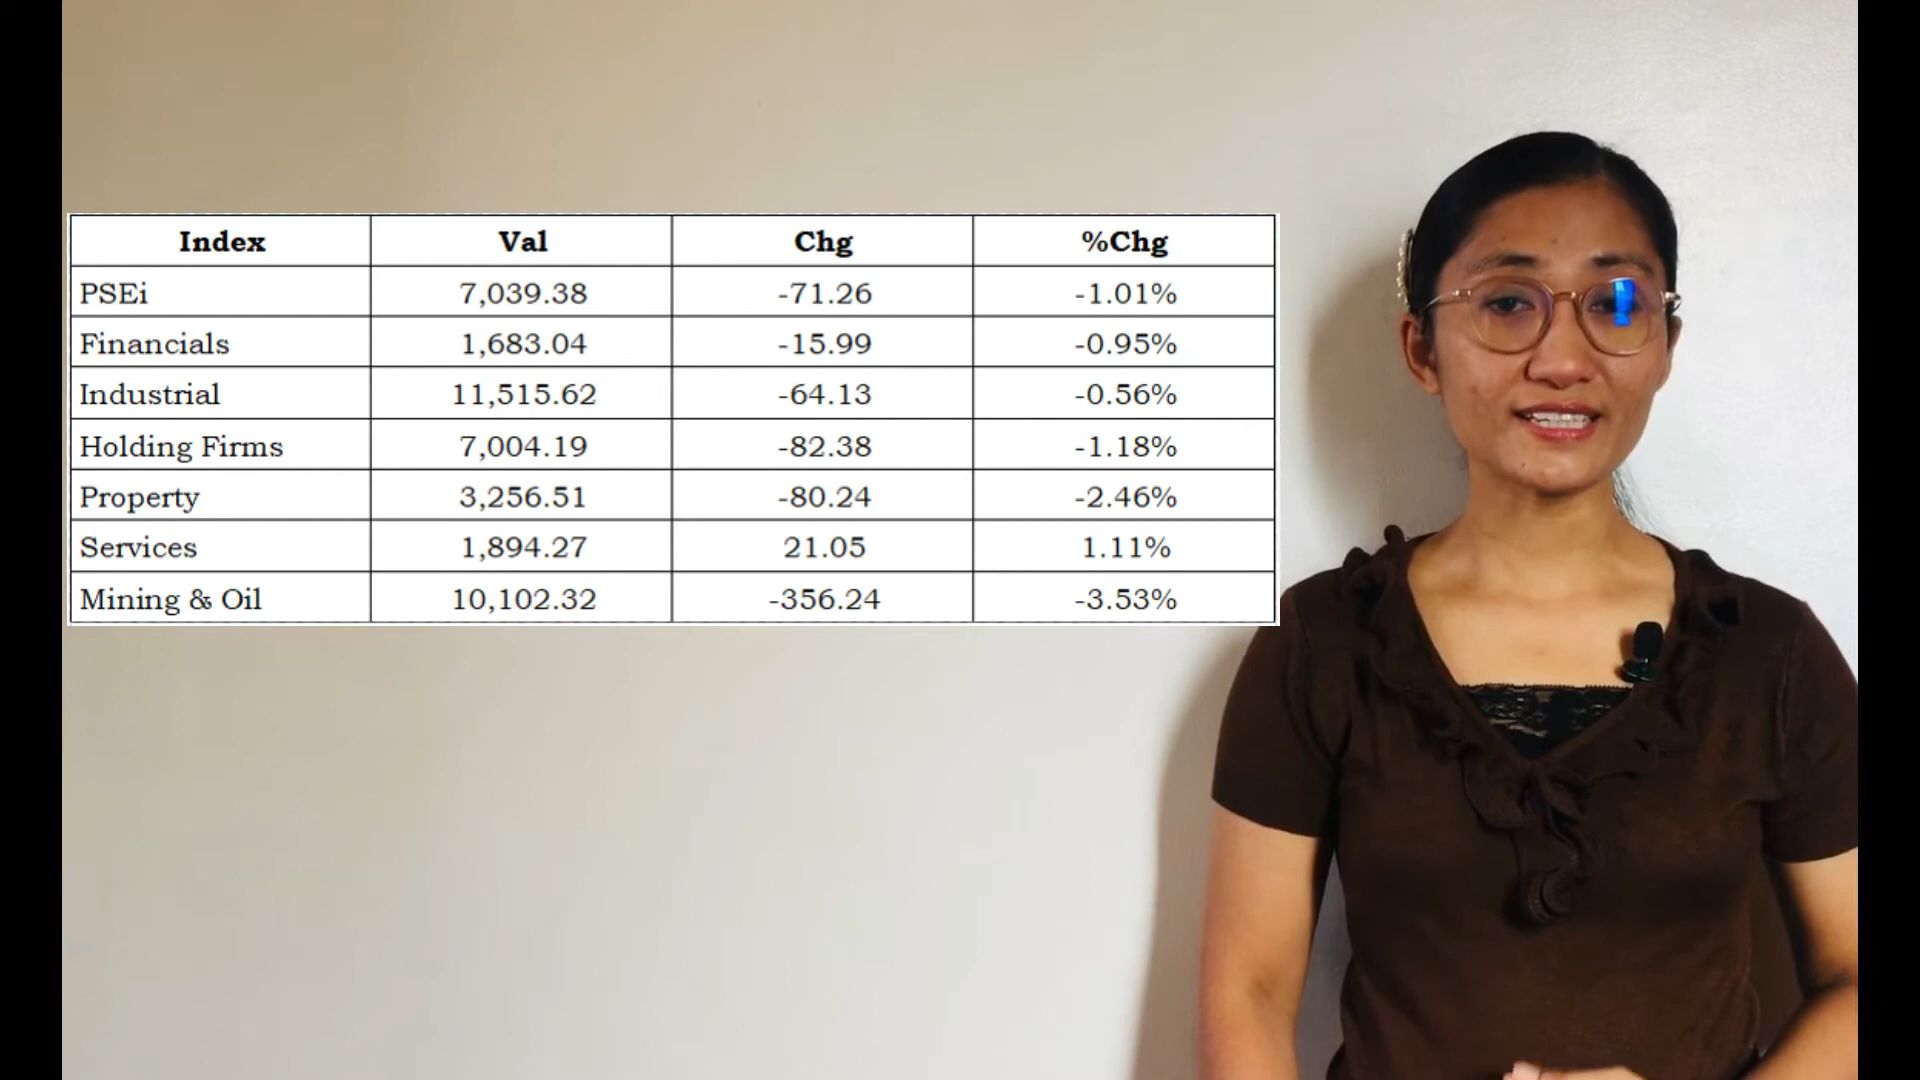 Index Val Chg %Chg
PSEi 7,039.38 -71.26 -1.01%
Financials 1,683.04 -15.99 -0.95%
Industrial 11,515.62 -64.13 -0.56%
Holding Firms 7,004.19 -82.38 -1.18%
Property 3,256.51 -80.24 -2.46%
Services 1,894.27 21.05 1.11%
Mining & Oil 10,102.32 -356.24 -3.53%